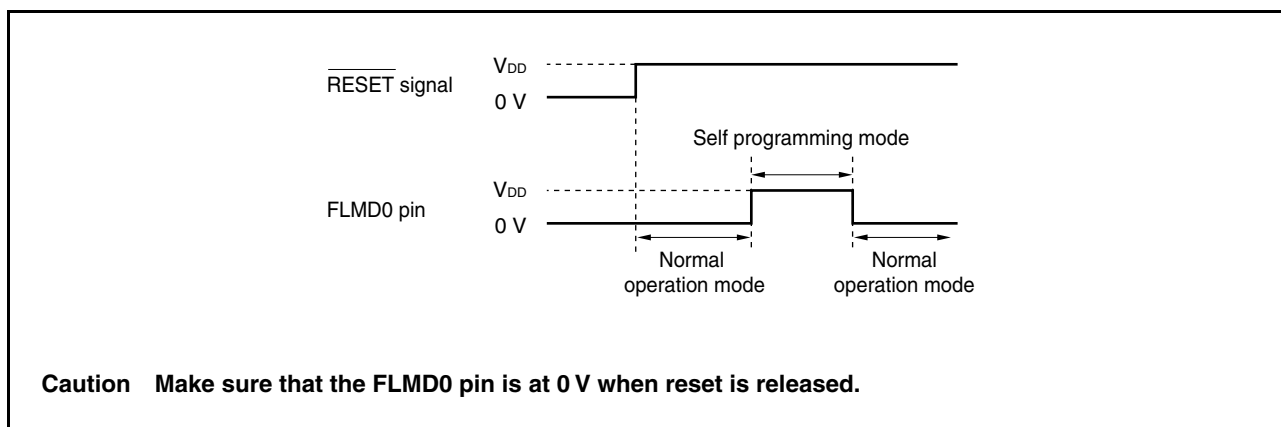 VDD
RESET signal
0 V
Self programming mode
VDD
FLMD0 pin
0 V
Normal
operation mode
Normal
operation mode
Caution Make sure that the FLMD0 pin is at 0 V when reset is released.